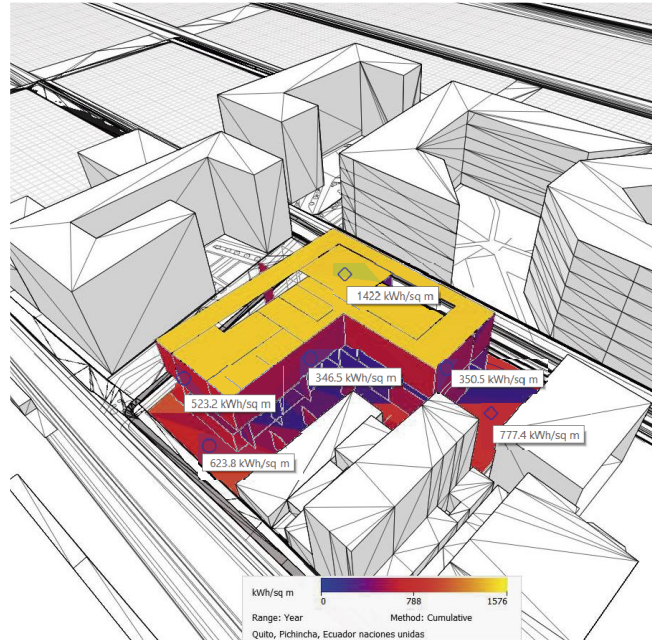 1422 kWh/sq m
346.5 kWh/sq m
350.5 kWh/sq m
523.2 kWh/sq m
777.4 kWh/sq m
623.8 kWh/sq m
kWh/sq m
0 788 1576
Range: Year Method: Cumulative
Quito, Pichincha, Ecuador naciones unidas